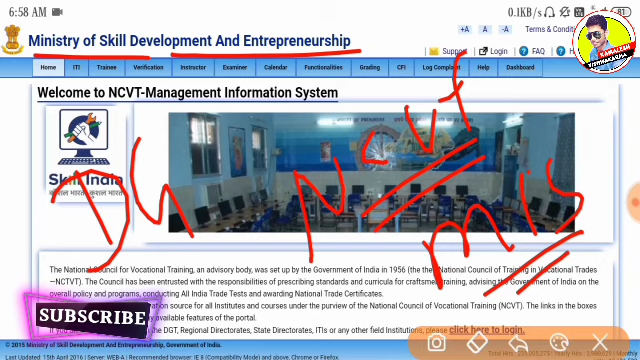 6:58 AM
0.1KB/s
81
+A A -A
Terms & Condit
Ministry of Skill Development And Entrepreneurship
Support Login FAQ H
KAMALESH
VISHWAKARMA
Home ITI Trainee Verification Instructor Examiner Calendar Functionalities Grading CFI Log Complaint Help Dashboard
Welcome to NCVT-Management Information System
Skill India
कौशल भारत - कुशल भारत
NCVT
MIS
The National Council for Vocational Training, an advisory body, was set up by the Government of India in 1956 (the then National Council of Training in Vocational Trades
–NCTVT). The Council has been entrusted with the responsibilities of prescribing standards and curricula for craftsmen training, advising the Government of India on the
overall policy and programs, conducting All India Trade Tests and awarding National Trade Certificates.
ation source for all Institutes and courses under the purview of the National Council of Vocational Training (NCVT). The links in the boxes
y available features of the portal.
the DGT, Regional Directorates, State Directorates, ITIs or any other field Institutions, please click here to login.
SUBSCRIBE
© 2015 Ministry of Skill Development & Entrepreneurship, Government of India.
Last Updated: 15th April 2016 | Server: WEB-A | Recommended browser: IE 8 (Compatibility Mode) and above, Chrome or Firefox.